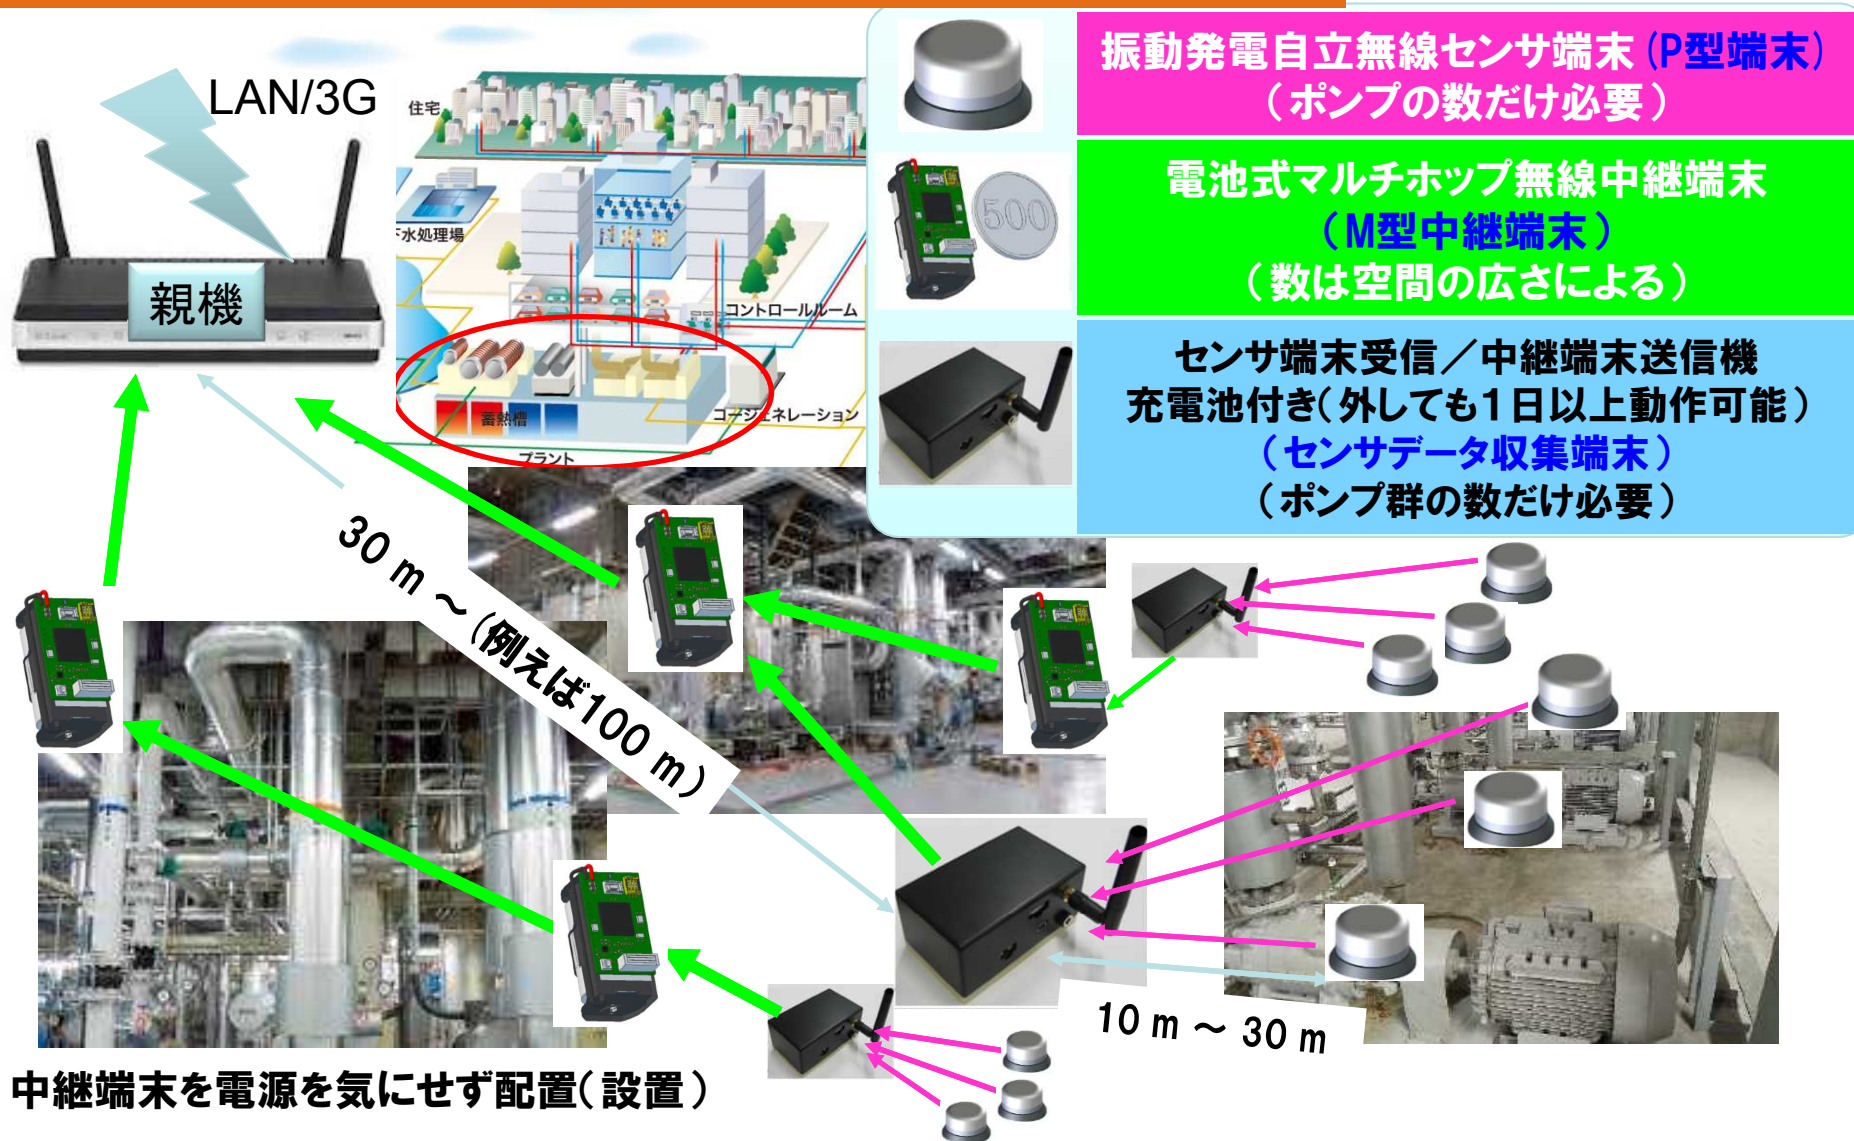 LAN/3G
親機
住宅
下水処理場
コントロールルーム
蓄熱槽
コージェネレーション
プラント
振動発電自立無線センサ端末(P型端末)
(ポンプの数だけ必要)
500
電池式マルチホップ無線中継端末
(M型中継端末)
(数は空間の広さによる)
センサ端末受信/中継端末送信機
充電池付き(外しても1日以上動作可能)
(センサデータ収集端末)
(ポンプ群の数だけ必要)
30 m ~(例えば100 m)
10 m ~ 30 m
中継端末を電源を気にせず配置(設置)